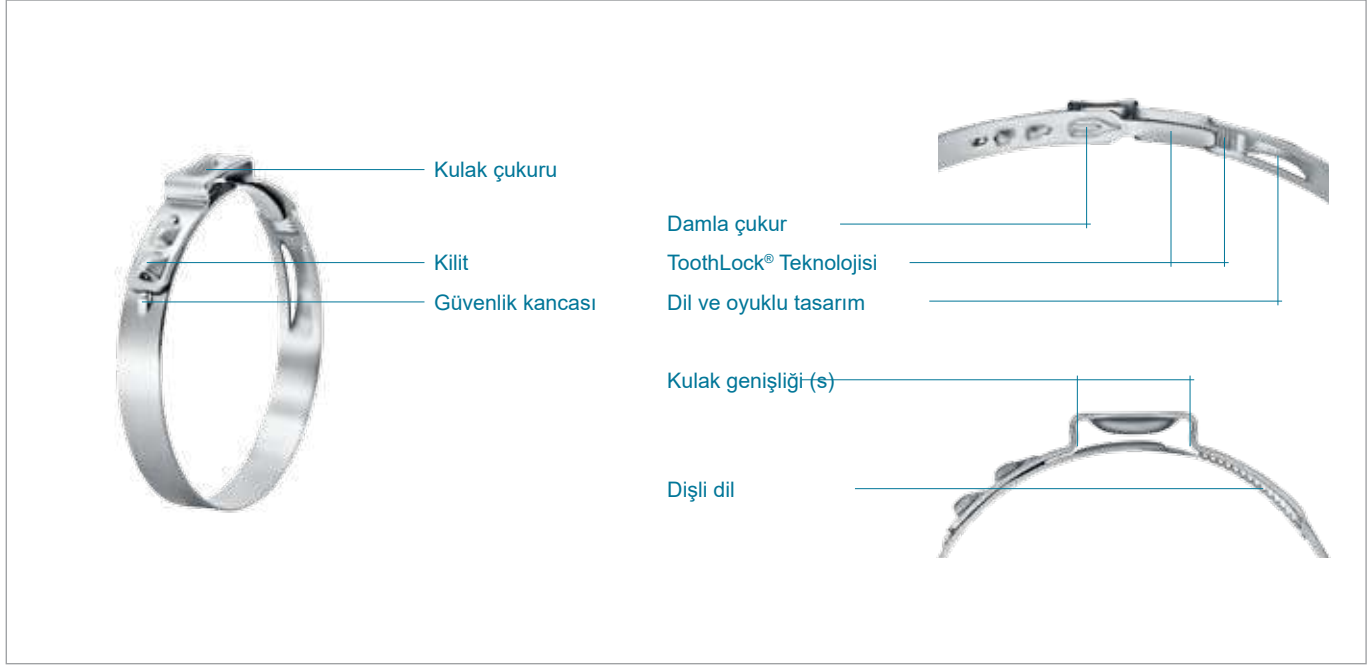 Kulak çukuru
Kilit
Güvenlik kancası
Damla çukur
ToothLock® Teknolojisi
Dil ve oyuklu tasarım
Kulak genişliği (s)
Dişli dil